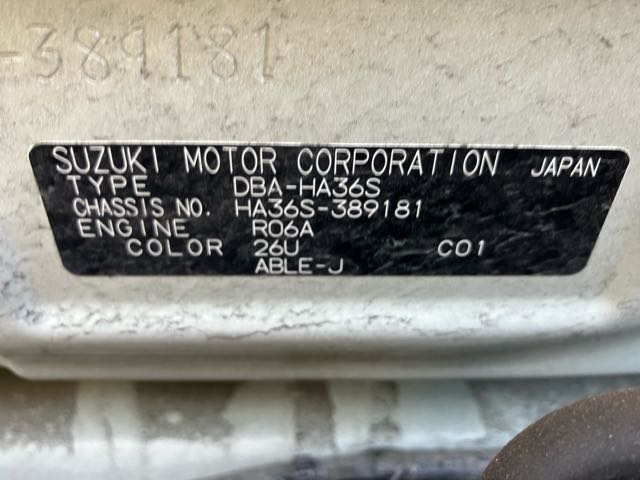 -389181
SUZUKI MOTOR CORPORATION JAPAN
TYPE DBA-HA36S
CHASSIS NO. HA36S-389181
ENGINE R06A
COLOR 26U C01
ABLE-J